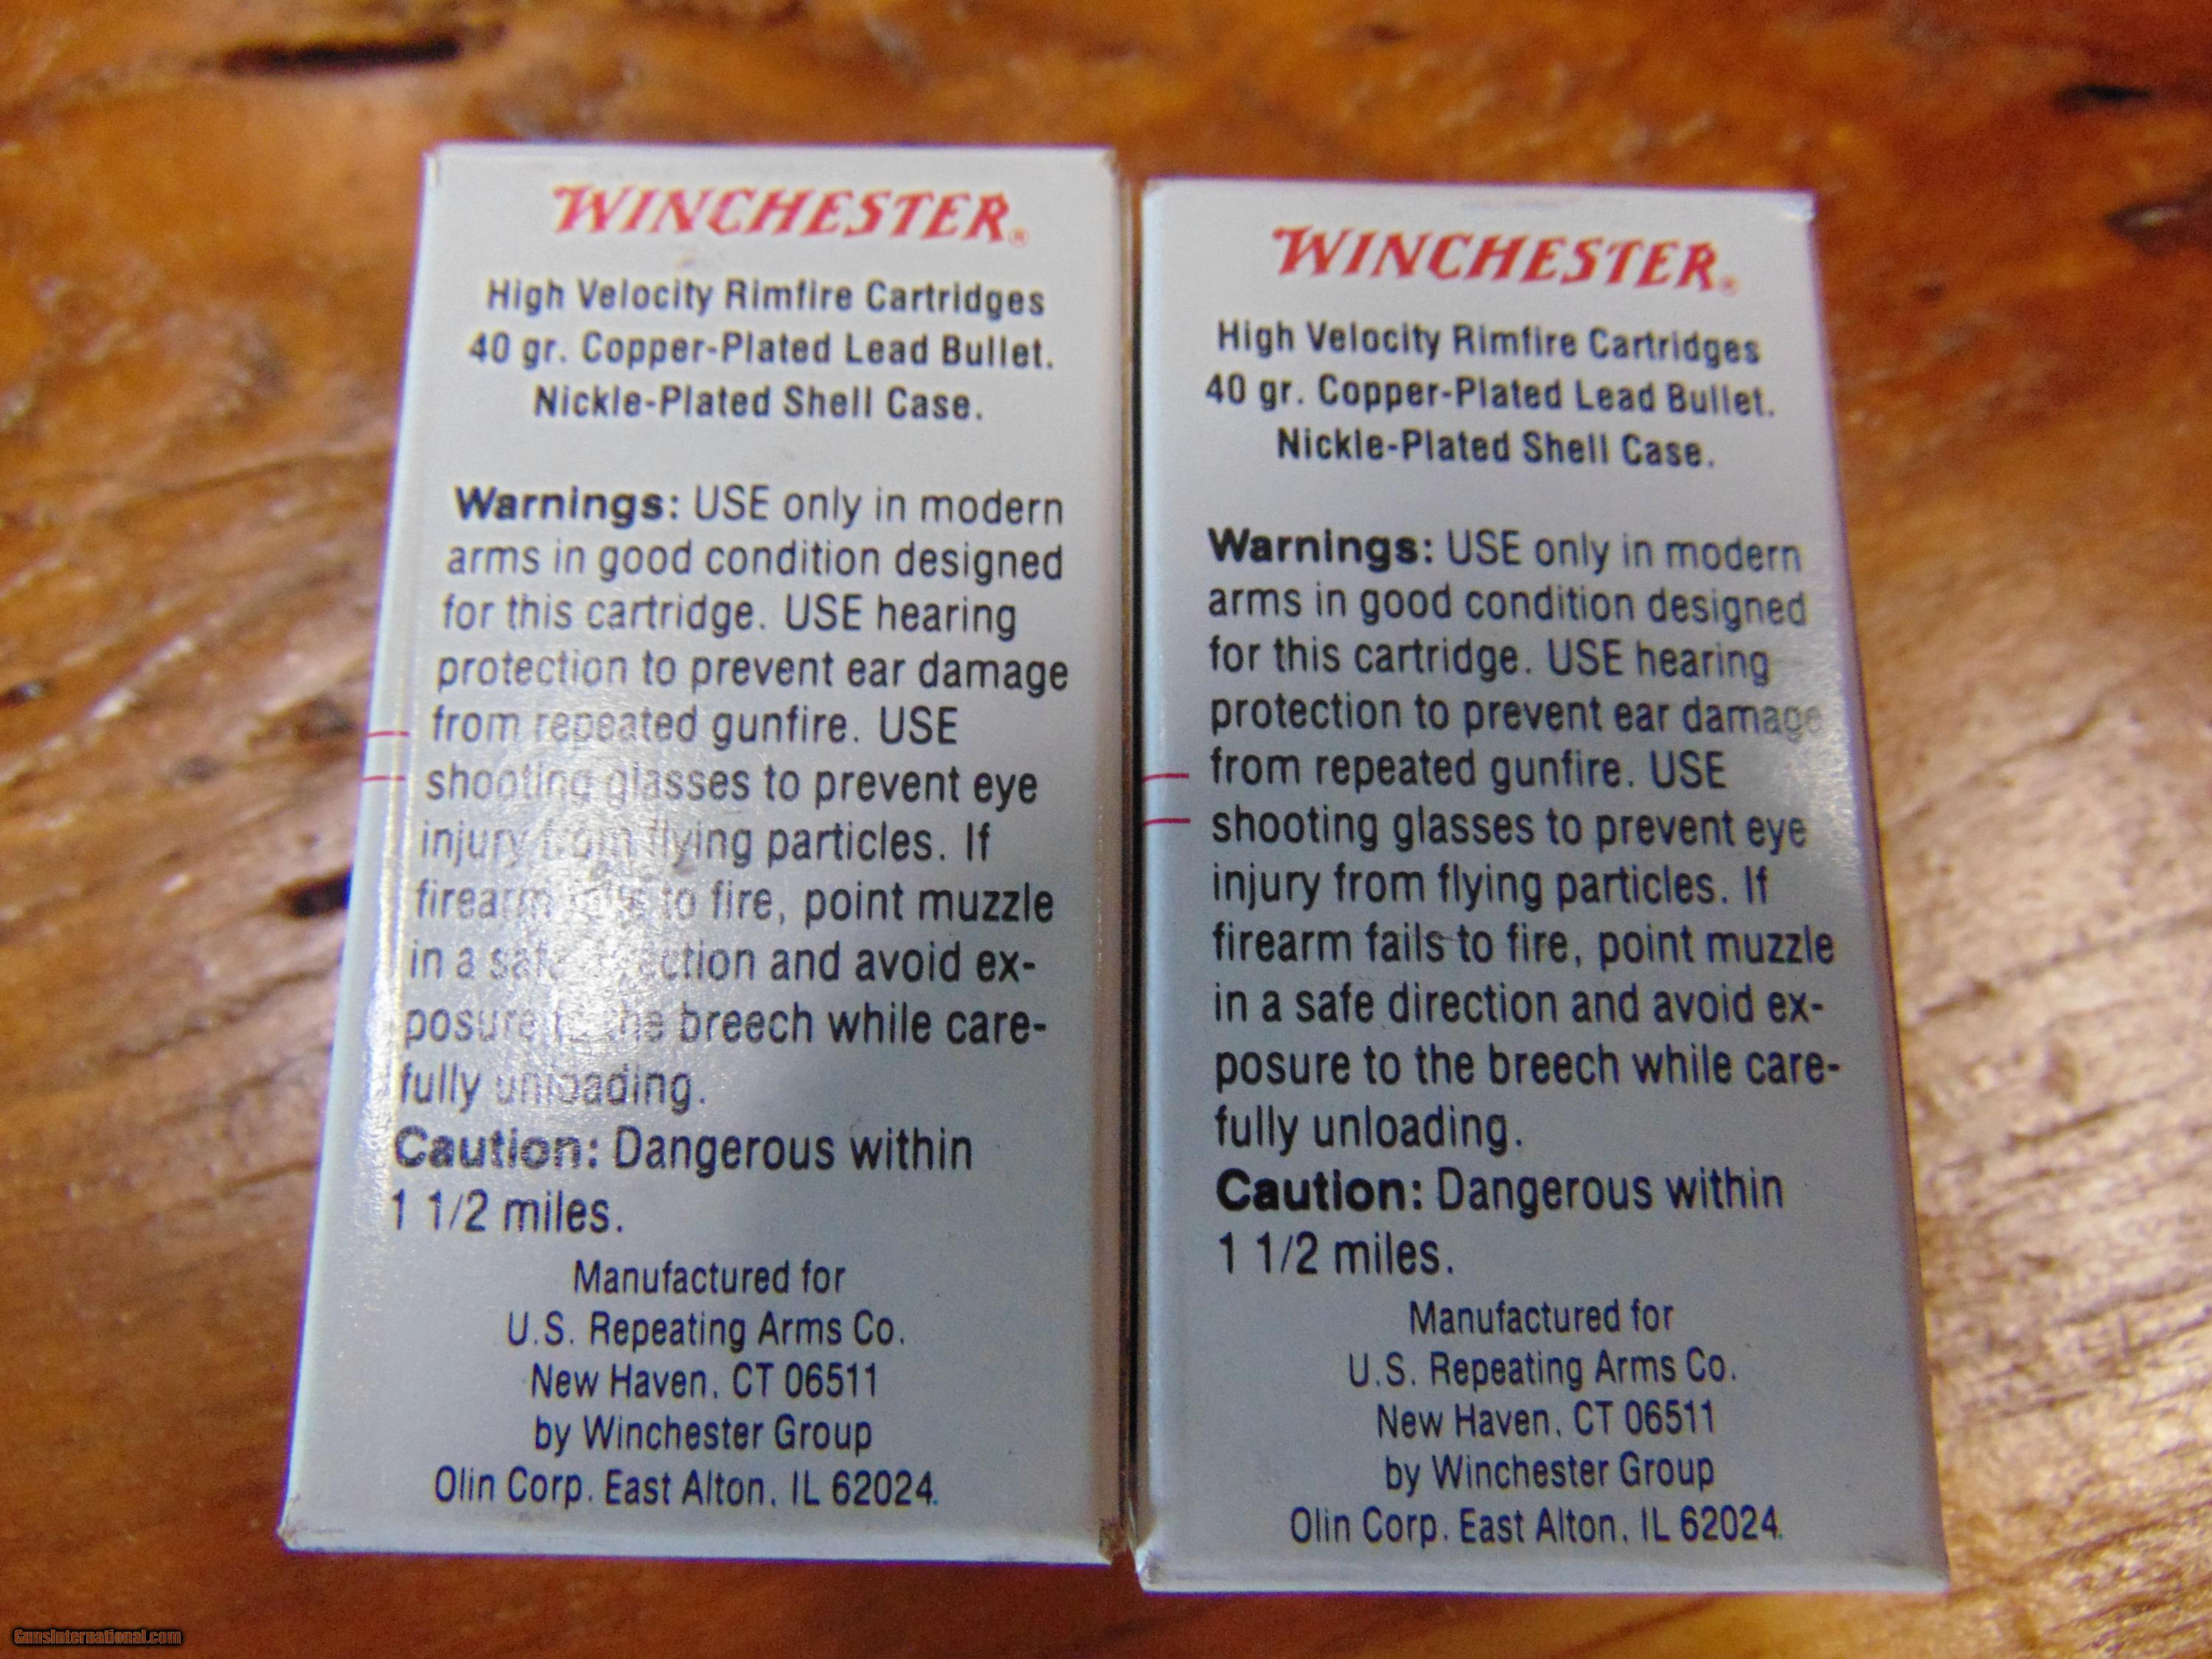 WINCHESTER®
High Velocity Rimfire Cartridges
40 gr. Copper-Plated Lead Bullet.
Nickle-Plated Shell Case.
Warnings: USE only in modern
arms in good condition designed
for this cartridge. USE hearing
protection to prevent ear damage
from repeated gunfire. USE
shooting glasses to prevent eye
injury from flying particles. If
firearm fails to fire, point muzzle
in a safe direction and avoid ex-
posure to the breech while care-
fully unloading.
Caution: Dangerous within
1 1/2 miles.
Manufactured for
U.S. Repeating Arms Co.
New Haven, CT 06511
by Winchester Group
Olin Corp. East Alton, IL 62024.
WINCHESTER®
High Velocity Rimfire Cartridges
40 gr. Copper-Plated Lead Bullet.
Nickle-Plated Shell Case.
Warnings: USE only in modern
arms in good condition designed
for this cartridge. USE hearing
protection to prevent ear damage
from repeated gunfire. USE
shooting glasses to prevent eye
injury from flying particles. If
firearm fails to fire, point muzzle
in a safe direction and avoid ex-
posure to the breech while care-
fully unloading.
Caution: Dangerous within
1 1/2 miles.
Manufactured for
U.S. Repeating Arms Co.
New Haven, CT 06511
by Winchester Group
Olin Corp. East Alton, IL 62024.
GunsInternational.com